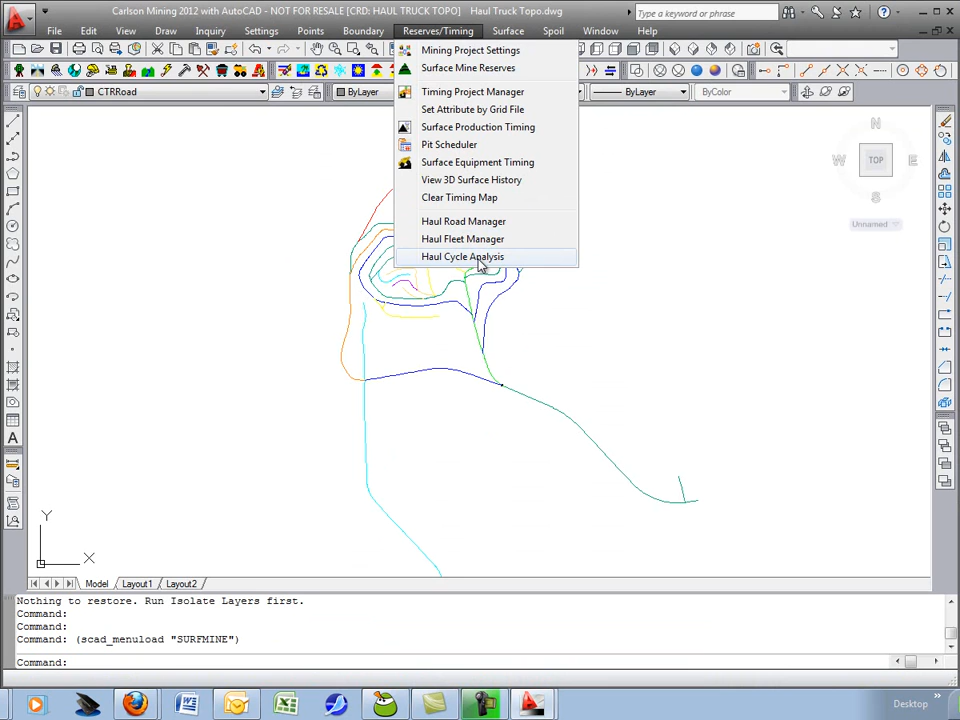 Carlson Mining 2012 with AutoCAD - NOT FOR RESALE [CRD: HAUL TRUCK TOPO] Haul Truck Topo.dwg
Type a keyword or phrase
File Edit View Draw Inquiry Settings Points Boundary Reserves/Timing Surface Spoil Window Help
CTRRoad
ByLayer
ByLayer
ByColor
Mining Project Settings
Surface Mine Reserves
Timing Project Manager
Set Attribute by Grid File
Surface Production Timing
Pit Scheduler
Surface Equipment Timing
View 3D Surface History
Clear Timing Map
Haul Road Manager
Haul Fleet Manager
Haul Cycle Analysis
N
W
TOP
E
S
Unnamed
Y
X
Model Layout1 Layout2
Nothing to restore. Run Isolate Layers first.
Command:
Command:
Command: (scad_menuload "SURFMINE")
Command:
Desktop